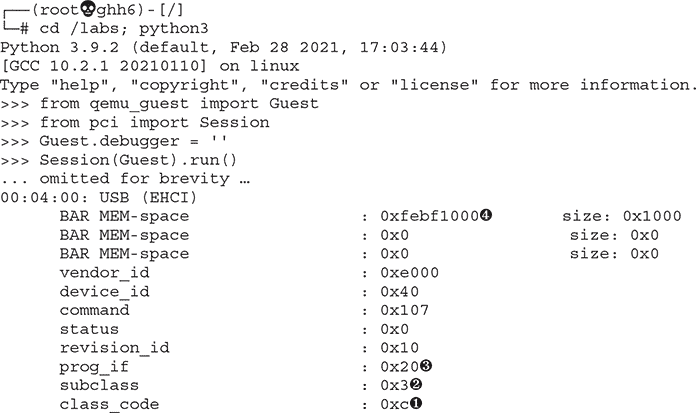 ┌──(root💀ghh6)-[/]
└─# cd /labs; python3
Python 3.9.2 (default, Feb 28 2021, 17:03:44)
[GCC 10.2.1 20210110] on linux
Type "help", "copyright", "credits" or "license" for more information.
>>> from qemu_guest import Guest
>>> from pci import Session
>>> Guest.debugger = ''
>>> Session(Guest).run()
... omitted for brevity …
00:04:00: USB (EHCI)
BAR MEM-space : 0xfebf1000❹ size: 0x1000
BAR MEM-space : 0x0 size: 0x0
BAR MEM-space : 0x0 size: 0x0
vendor_id : 0xe000
device_id : 0x40
command : 0x107
status : 0x0
revision_id : 0x10
prog_if : 0x20❸
subclass : 0x3❷
class_code : 0xc❶